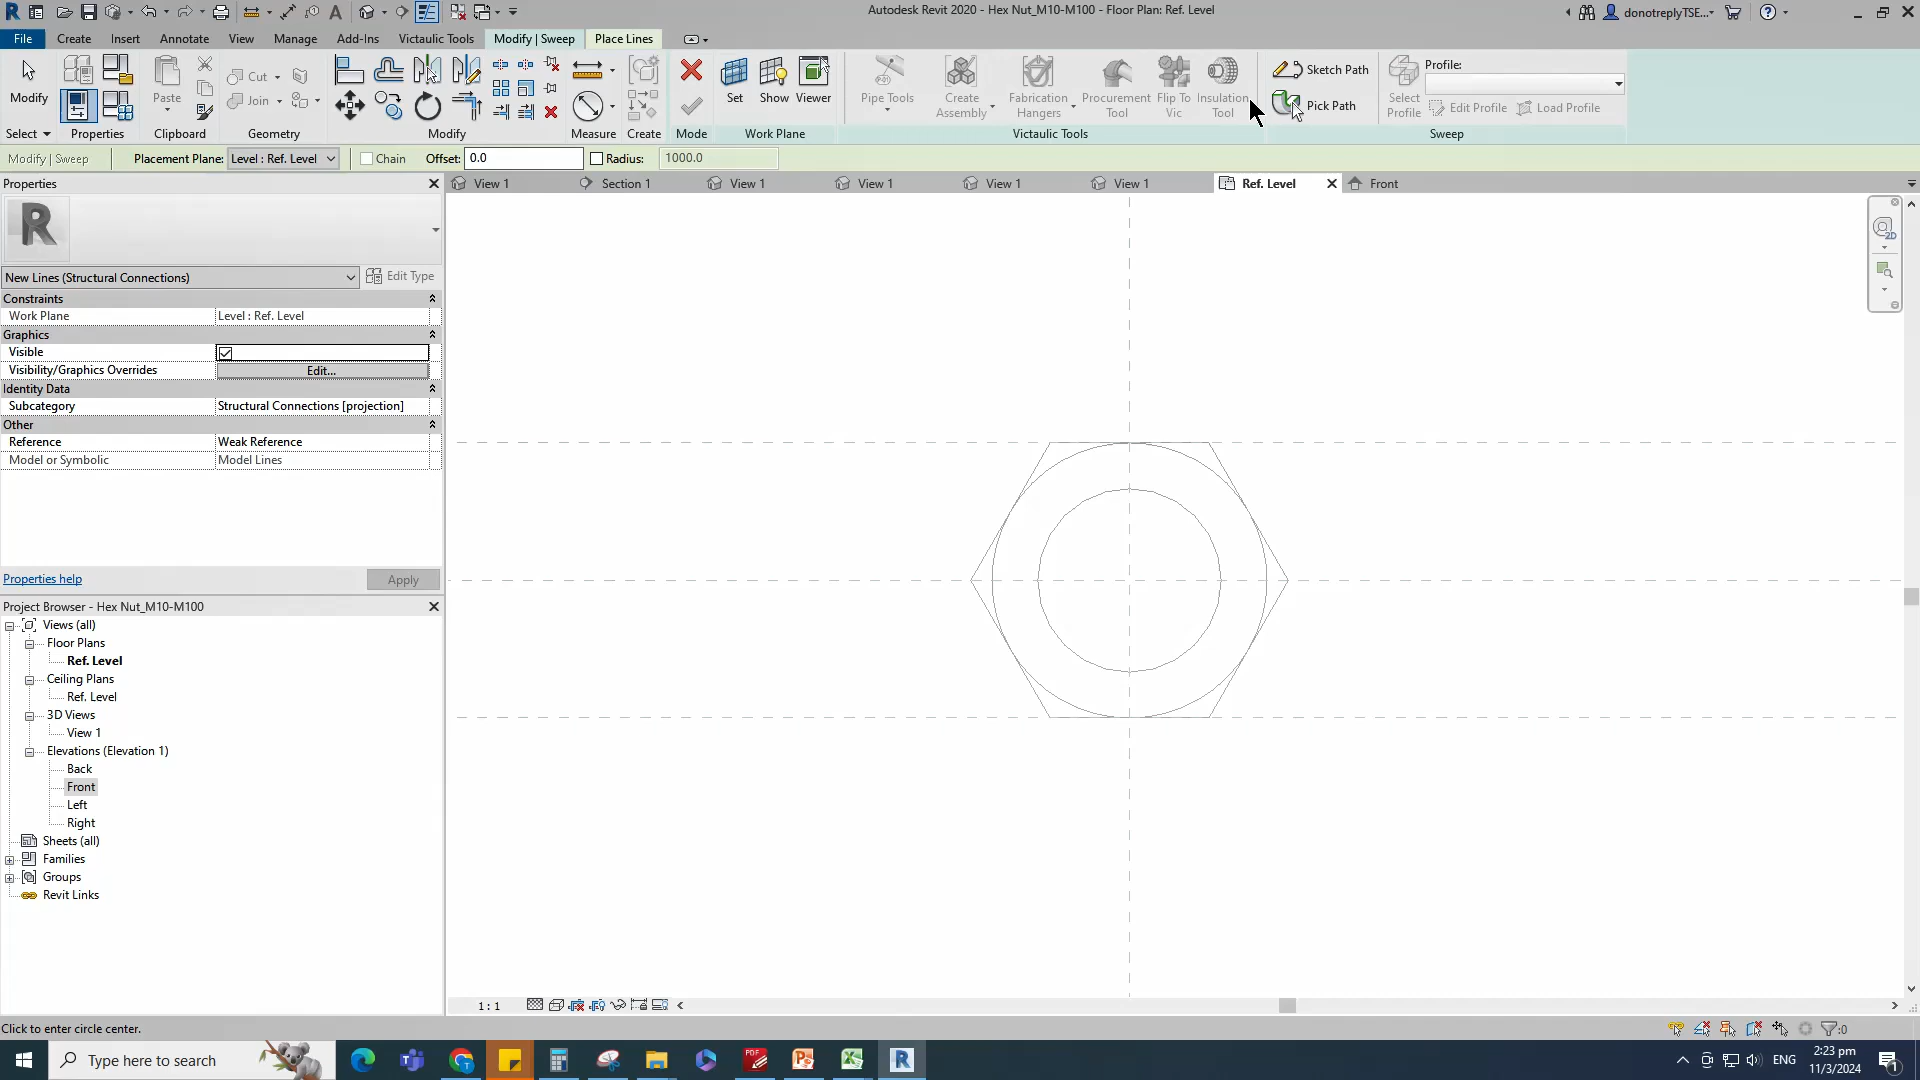 Autodesk Revit 2020 - Hex Nut_M10-M100 - Floor Plan: Ref. Level
donotreplyTSE...
File Create Insert Annotate View Manage Add-Ins Victaulic Tools Modify | Sweep Place Lines
Modify
Paste
Cut
Join
Set
Show
Viewer
Pipe Tools
Create Assembly
Fabrication Hangers
Procurement Tool
Flip To Vic
Insulation Tool
Sketch Path
Pick Path
Select Profile
Profile:
Edit Profile
Load Profile
Select Properties Clipboard Geometry Modify Measure Create Mode Work Plane Victaulic Tools Sweep
Modify | Sweep Placement Plane: Level : Ref. Level Chain Offset: 0.0 Radius: 1000.0
Properties
View 1 Section 1 View 1 View 1 View 1 View 1 Ref. Level Front
2D
New Lines (Structural Connections) Edit Type
Constraints
Work Plane Level : Ref. Level
Graphics
Visible
Visibility/Graphics Overrides Edit...
Identity Data
Subcategory Structural Connections [projection]
Other
Reference Weak Reference
Model or Symbolic Model Lines
Properties help Apply
Project Browser - Hex Nut_M10-M100
Views (all)
Floor Plans
Ref. Level
Ceiling Plans
Ref. Level
3D Views
View 1
Elevations (Elevation 1)
Back
Front
Left
Right
Sheets (all)
Families
Groups
Revit Links
1 : 1
Click to enter circle center.
:0
Type here to search
ENG
2:23 pm
11/3/2024
1